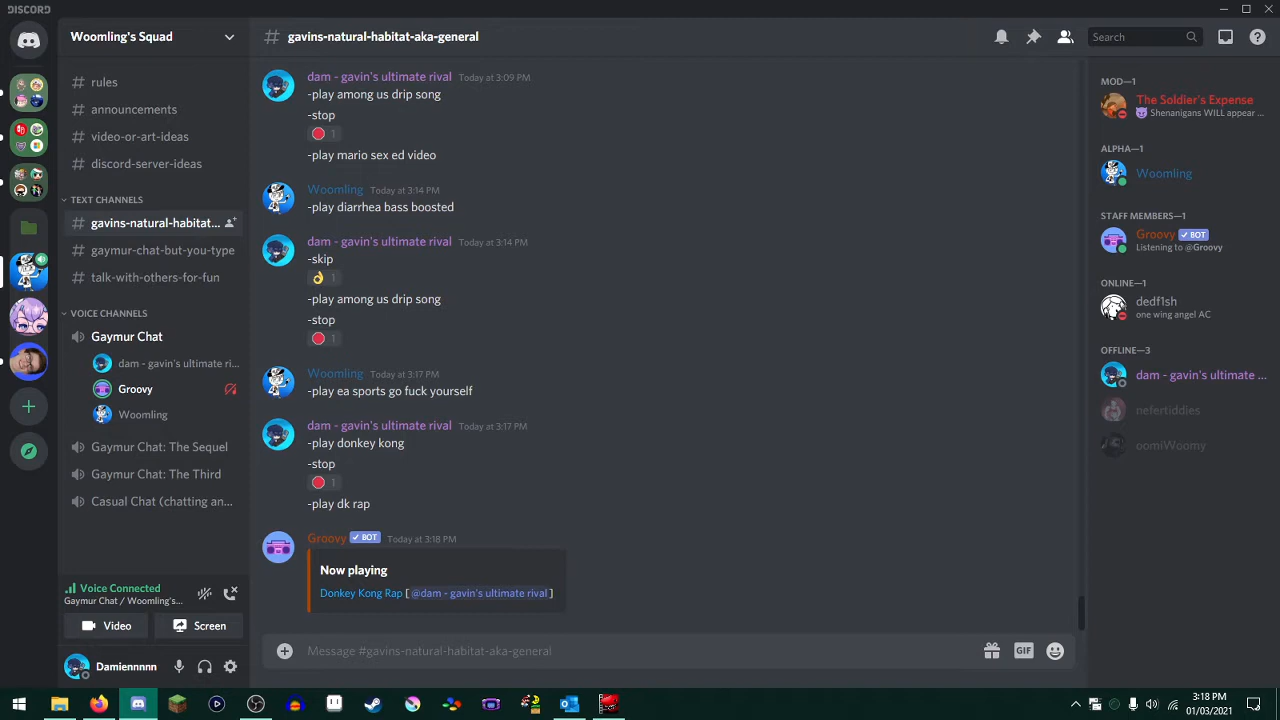 DISCORD
Woomling's Squad
# gavins-natural-habitat-aka-general
Search
# rules
# announcements
# video-or-art-ideas
# discord-server-ideas
TEXT CHANNELS
# gavins-natural-habitat...
# gaymur-chat-but-you-type
# talk-with-others-for-fun
VOICE CHANNELS
Gaymur Chat
dam - gavin's ultimate ri...
Groovy
Woomling
Gaymur Chat: The Sequel
Gaymur Chat: The Third
Casual Chat (chatting an...
Voice Connected
Gaymur Chat / Woomling's...
Video
Screen
Damiennnnn
dam - gavin's ultimate rival Today at 3:09 PM
-play among us drip song
-stop
1
-play mario sex ed video
Woomling Today at 3:14 PM
-play diarrhea bass boosted
dam - gavin's ultimate rival Today at 3:14 PM
-skip
1
-play among us drip song
-stop
1
Woomling Today at 3:17 PM
-play ea sports go fuck yourself
dam - gavin's ultimate rival Today at 3:17 PM
-play donkey kong
-stop
1
-play dk rap
Groovy BOT Today at 3:18 PM
Now playing
Donkey Kong Rap [ @dam - gavin's ultimate rival ]
Message #gavins-natural-habitat-aka-general
GIF
MOD—1
The Soldier's Expense
Shenanigans WILL appear ...
ALPHA—1
Woomling
STAFF MEMBERS—1
Groovy BOT
Listening to @Groovy
ONLINE—1
dedf1sh
one wing angel AC
OFFLINE—3
dam - gavin's ultimate ...
nefertiddies
oomiWoomy
3:18 PM
01/03/2021